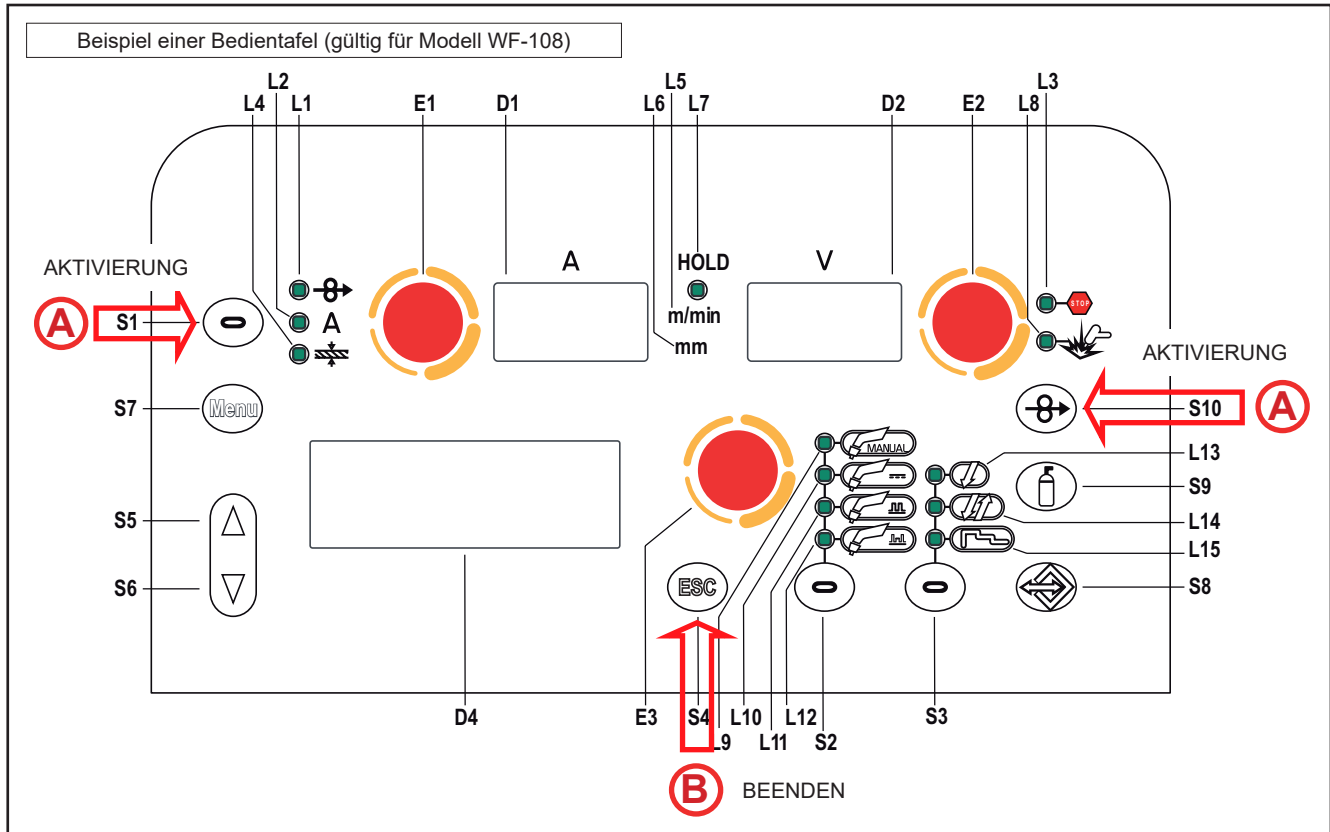 Beispiel einer Bedientafel (gültig für Modell WF-108)
L2 L5 L3
L4 L1 E1 D1 L6 L7 D2 E2 L8
AKTIVIERUNG
A V
HOLD
A S1
A
STOP
m/min
mm
AKTIVIERUNG
S7 Menu
S10 A
MANUAL
L13
S9
S5
L14
L15
S6
ESC
S8
D4 E3 S4 L10 L12 S3
L9 L11 S2
B BEENDEN